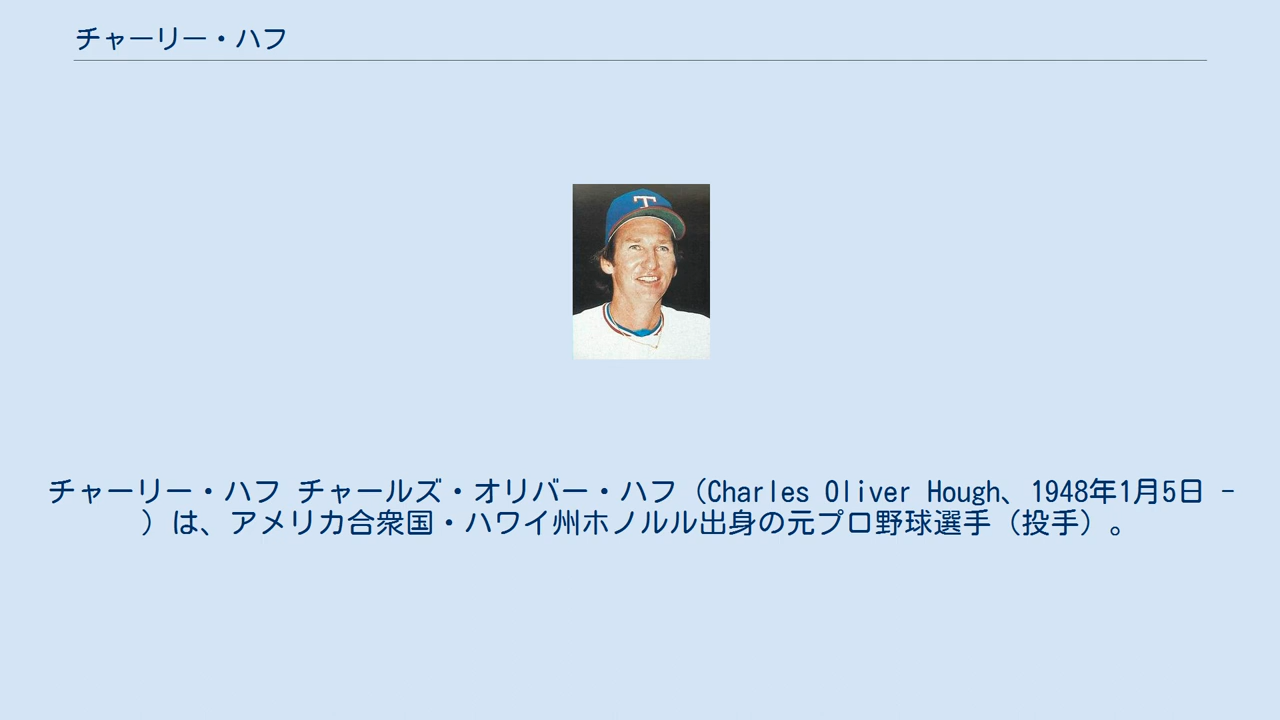 チャーリー・ハフ
T
チャーリー・ハフ チャールズ・オリバー・ハフ（Charles Oliver Hough、1948年1月5日 -
）は、アメリカ合衆国・ハワイ州ホノルル出身の元プロ野球選手（投手）。